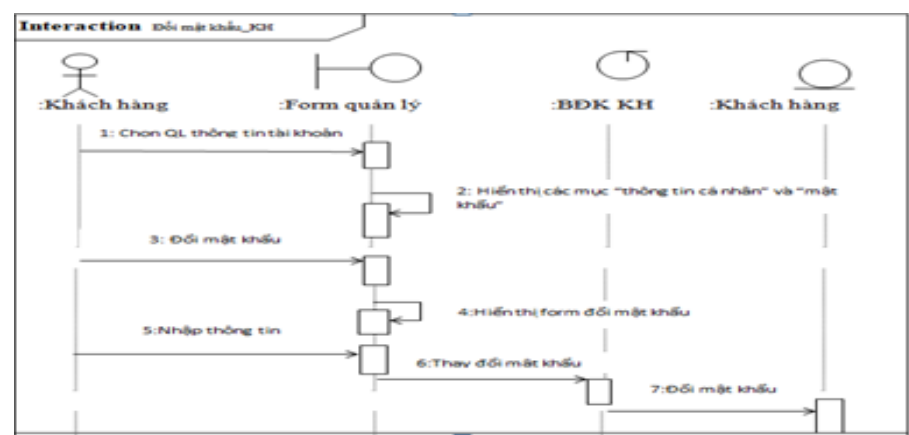 Interaction Đổi mật khẩu_KH
:Khách hàng
:Form quản lý
:BĐK KH
:Khách hàng
1: Chọn QL thông tin tài khoản
2: Hiển thị các mục "thông tin cá nhân" và "mật
khẩu"
3: Đổi mật khẩu
4:Hiển thị form đổi mật khẩu
5:Nhập thông tin
6:Thay đổi mật khẩu
7:Đổi mật khẩu